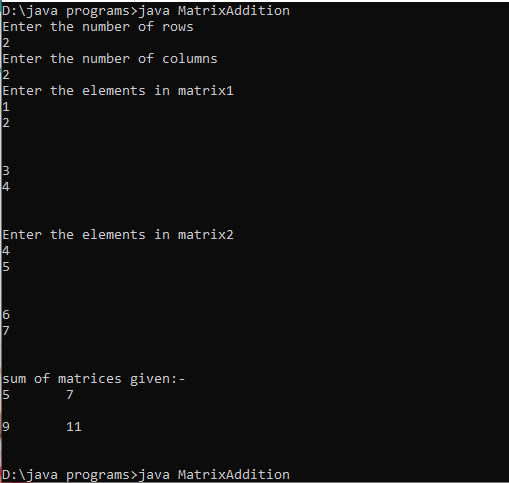 D:\java programs>java MatrixAddition
Enter the number of rows
2
Enter the number of columns
2
Enter the elements in matrix1
1
2
3
4
Enter the elements in matrix2
4
5
6
7
sum of matrices given:-
5 7
9 11
D:\java programs>java MatrixAddition